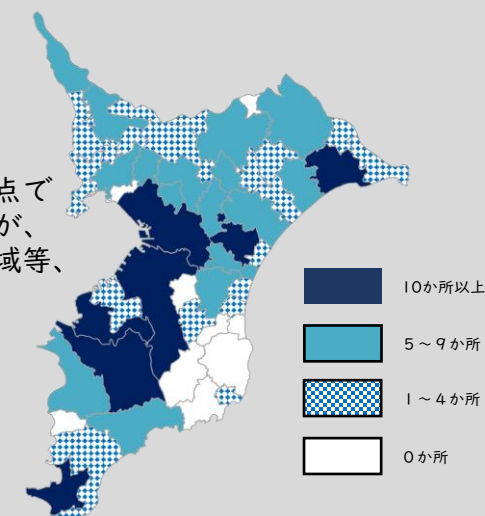 点で
が、
域等、
10か所以上
5~9か所
1~4か所
0か所